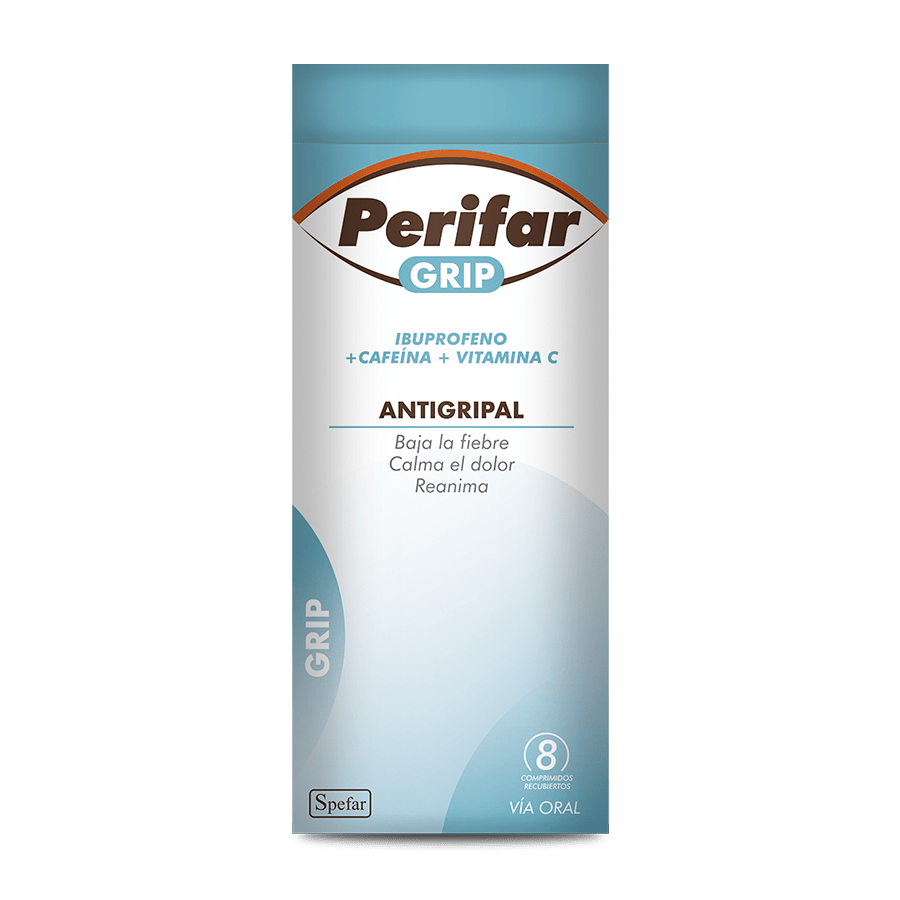 Perifar
GRIP
IBUPROFENO
+CAFEÍNA + VITAMINA C
ANTIGRIPAL
Baja la fiebre
Calma el dolor
Reanima
GRIP
8
COMPRIMIDOS
RECUBIERTOS
Spefar
VÍA ORAL